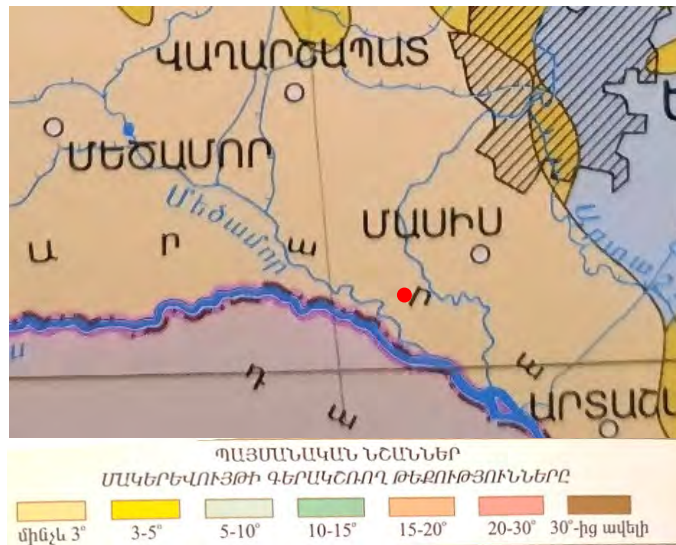 ՎԱՂԱՐՇԱՊԱՏ
ՄԵԾԱՄՈՐ
Մեծամոր
ՄԱՍԻՍ
Ա ր ա ր ա
դ ա
ԱՐՏԱՇԱ
ՊԱՅՄԱՆԱԿԱՆ ՆՇԱՆՆԵՐ
ՄԱԿԵՐԵՎՈՒՅԹԻ ԳԵՐԱԿՇՌՈՂ ԹԵՔՈՒԹՅՈՒՆՆԵՐԸ
մինչև 3° 3-5° 5-10° 10-15° 15-20° 20-30° 30°-ից ավելի